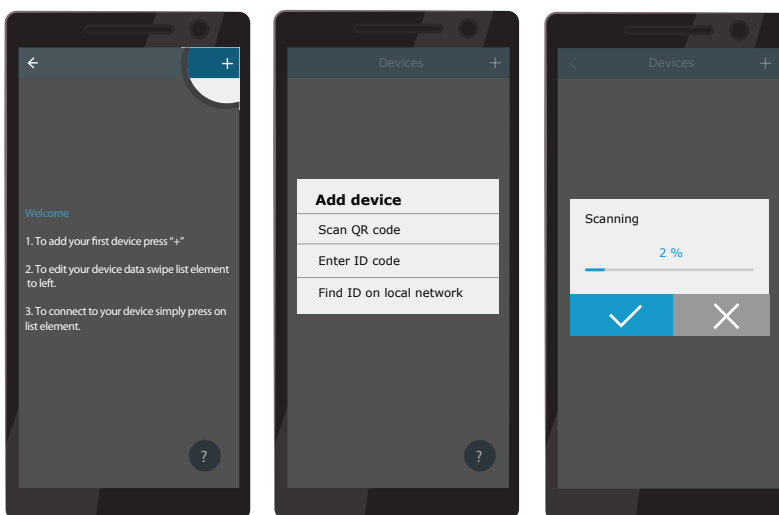 +
Welcome
1. To add your first device press "+"
2. To edit your device data swipe list element
to left.
3. To connect to your device simply press on
list element.
?
Devices +
Add device
Scan QR code
Enter ID code
Find ID on local network
?
Devices +
Scanning
2 %